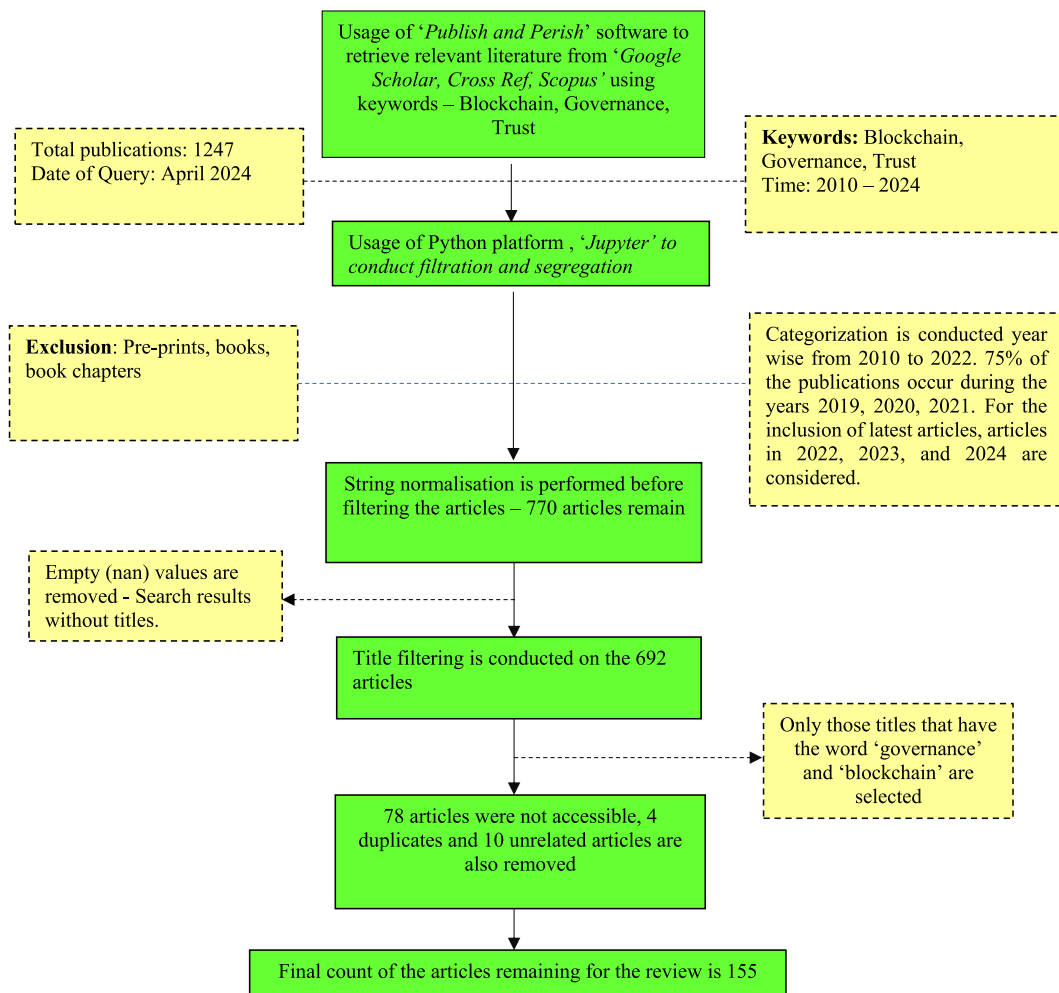 Usage of ‘Publish and Perish’ software to
retrieve relevant literature from ‘Google
Scholar, Cross Ref, Scopus’ using
keywords – Blockchain, Governance,
Trust
Total publications: 1247
Date of Query: April 2024
Keywords: Blockchain,
Governance, Trust
Time: 2010 – 2024
Usage of Python platform , ‘Jupyter’ to
conduct filtration and segregation
Exclusion: Pre-prints, books,
book chapters
Categorization is conducted year
wise from 2010 to 2022. 75% of
the publications occur during the
years 2019, 2020, 2021. For the
inclusion of latest articles, articles
in 2022, 2023, and 2024 are
considered.
String normalisation is performed before
filtering the articles – 770 articles remain
Empty (nan) values are
removed - Search results
without titles.
Title filtering is conducted on the 692
articles
Only those titles that have
the word ‘governance’
and ‘blockchain’ are
selected
78 articles were not accessible, 4
duplicates and 10 unrelated articles are
also removed
Final count of the articles remaining for the review is 155